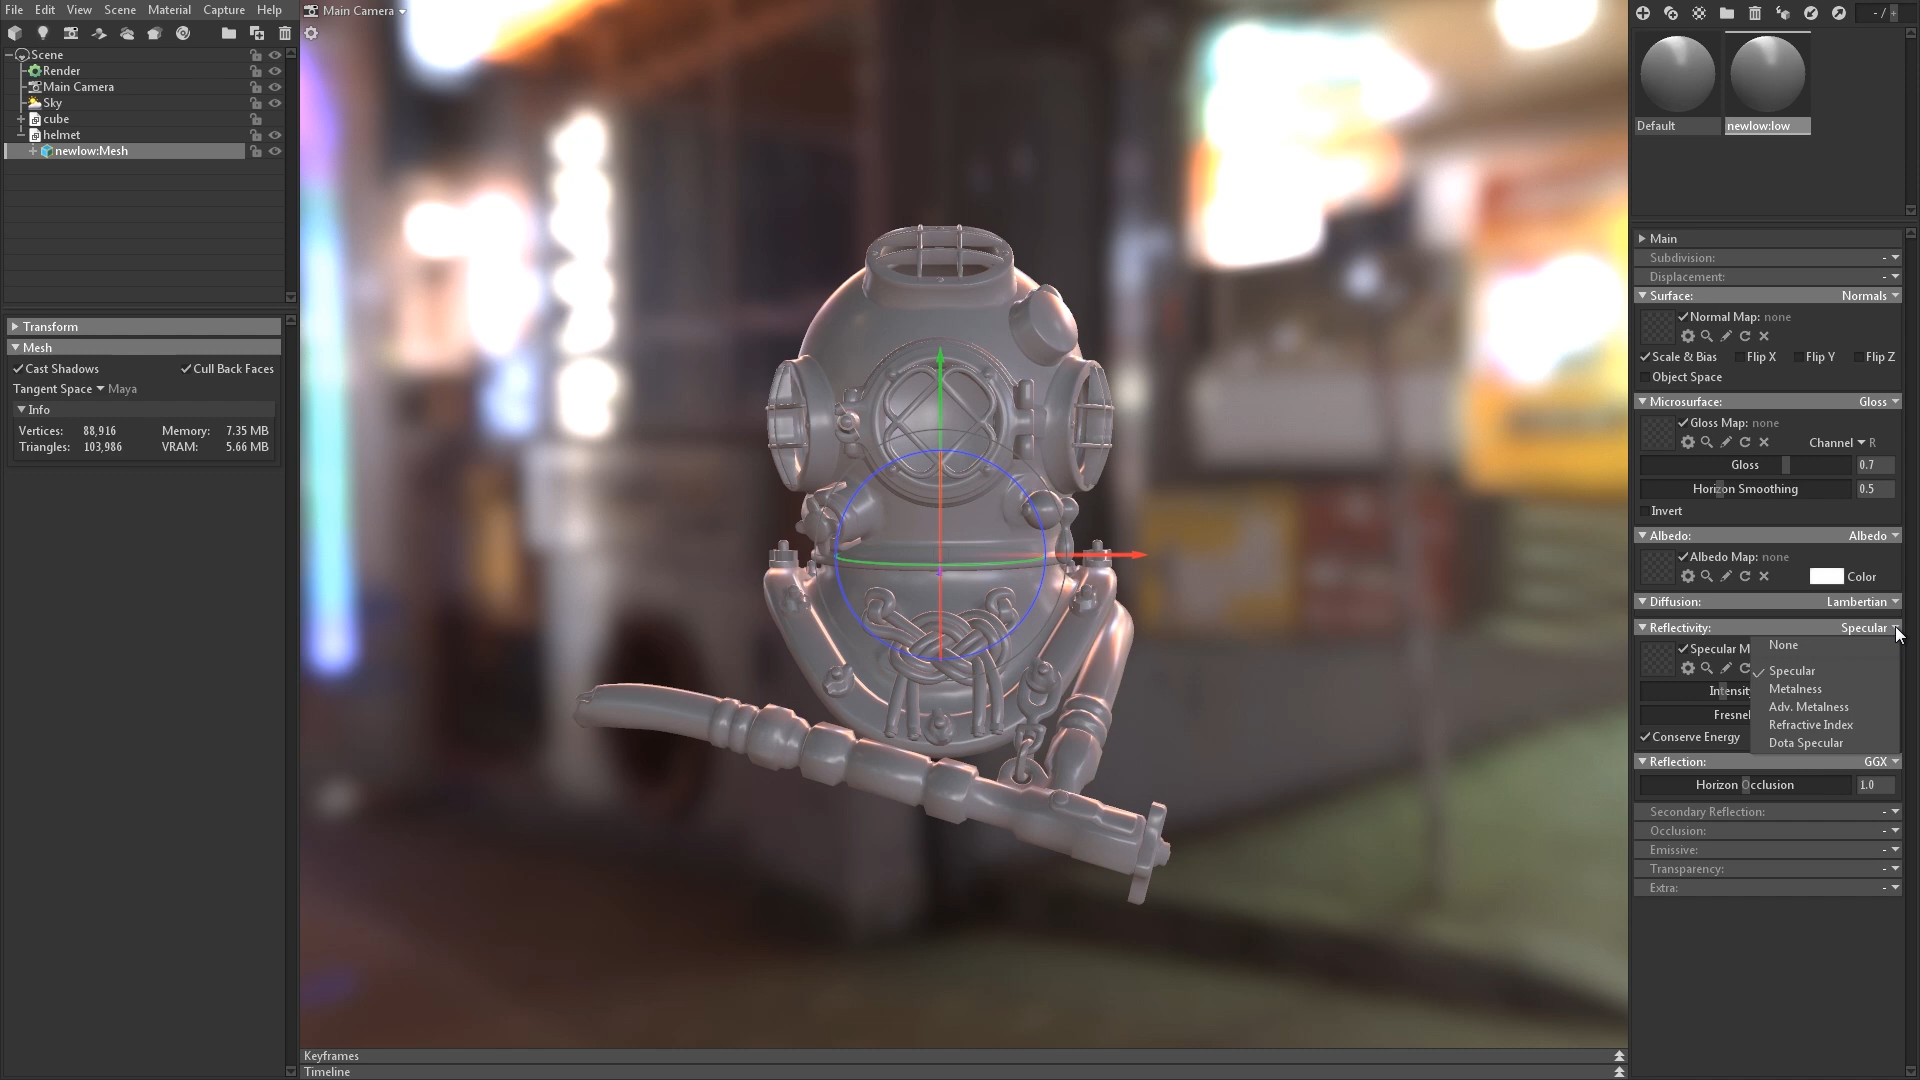 File Edit View Scene Material Capture Help
Main Camera
- /
Scene
Render
Main Camera
Sky
cube
helmet
newlow:Mesh
Transform
Mesh
Cast Shadows Cull Back Faces
Tangent Space Maya
Info
Vertices: 88,916 Memory: 7.35 MB
Triangles: 103,986 VRAM: 5.66 MB
Keyframes
Timeline
Default newlow:low
Main
Subdivision: -
Displacement: -
Surface: Normals
Normal Map: none
Scale & Bias Flip X Flip Y Flip Z
Object Space
Microsurface: Gloss
Gloss Map: none
Channel R
Gloss 0.7
Horizon Smoothing 0.5
Invert
Albedo: Albedo
Albedo Map: none
Color
Diffusion: Lambertian
Reflectivity: Specular
None
Specular M
Specular
Metalness
Intensity
Adv. Metalness
Fresnel
Refractive Index
Conserve Energy
Dota Specular
Reflection: GGX
Horizon Occlusion 1.0
Secondary Reflection: -
Occlusion: -
Emissive: -
Transparency: -
Extra: -